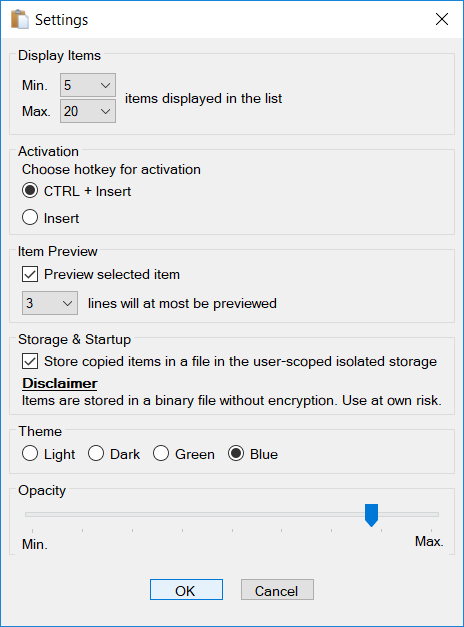 Settings
Display Items
Min. 5
Max. 20
items displayed in the list
Activation
Choose hotkey for activation
CTRL + Insert
Insert
Item Preview
Preview selected item
3 lines will at most be previewed
Storage & Startup
Store copied items in a file in the user-scoped isolated storage
Disclaimer
Items are stored in a binary file without encryption. Use at own risk.
Theme
Light Dark Green Blue
Opacity
Min. Max.
OK Cancel